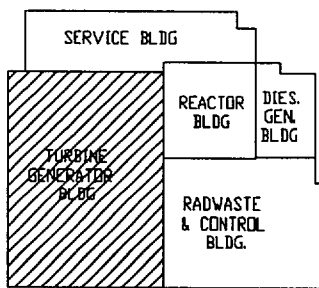 SERVICE BLDG
REACTOR
BLDG
DIES.
GEN.
BLDG
TURBINE
GENERATOR
BLDG
RADWASTE
& CONTROL
BLDG.